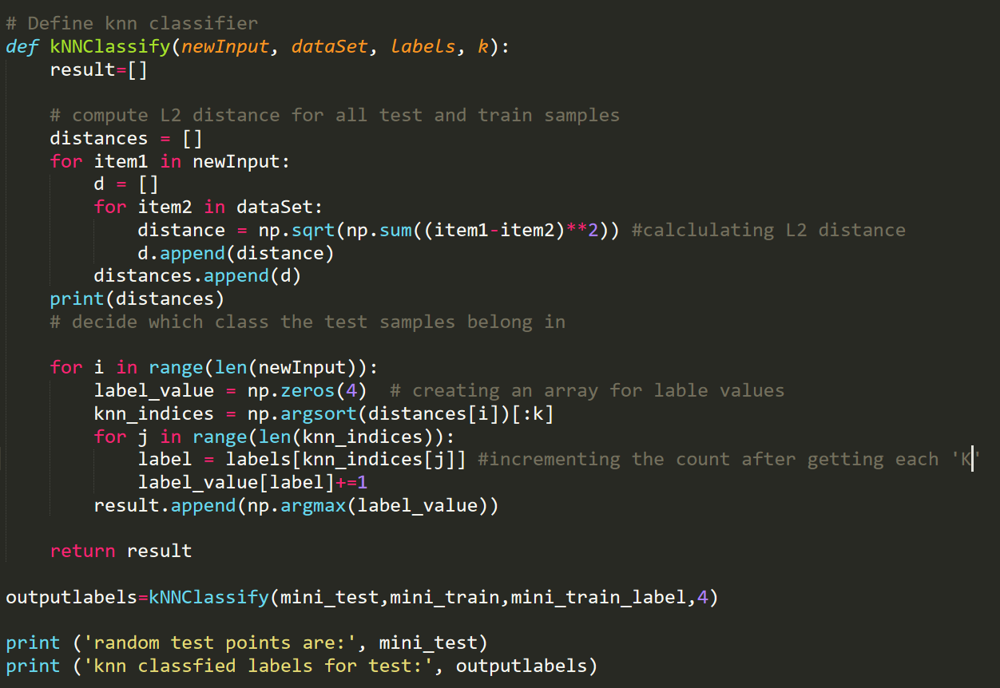 # Define knn classifier
def kNNClassify(newInput, dataSet, labels, k):
    result=[]

    # compute L2 distance for all test and train samples
    distances = []
    for item1 in newInput:
        d = []
        for item2 in dataSet:
            distance = np.sqrt(np.sum((item1-item2)**2)) #calclulating L2 distance
            d.append(distance)
        distances.append(d)
    print(distances)
    # decide which class the test samples belong in

    for i in range(len(newInput)):
        label_value = np.zeros(4)  # creating an array for lable values
        knn_indices = np.argsort(distances[i])[:k]
        for j in range(len(knn_indices)):
            label = labels[knn_indices[j]] #incrementing the count after getting each 'K'
            label_value[label]+=1
        result.append(np.argmax(label_value))

    return result

outputlabels=kNNClassify(mini_test,mini_train,mini_train_label,4)

print ('random test points are:', mini_test)
print ('knn classfied labels for test:', outputlabels)